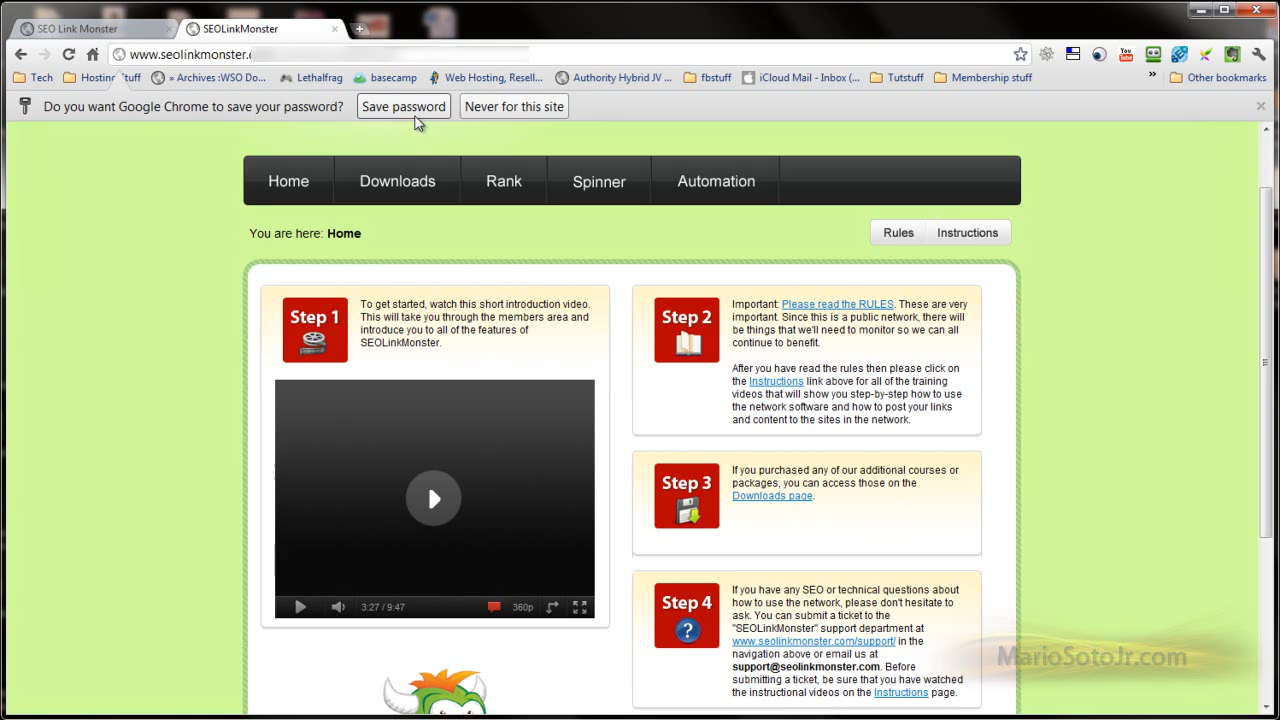 SEO Link Monster
SEOLinkMonster
www.seolinkmonster.c
Tech
Hosting Stuff
» Archives :WSO Do...
Lethalfrag
basecamp
Web Hosting, Resell...
Authority Hybrid JV ...
fbstuff
iCloud Mail - Inbox (...
Tutstuff
Membership stuff
»
Other bookmarks
Do you want Google Chrome to save your password?
Save password
Never for this site
Home
Downloads
Rank
Spinner
Automation
You are here: Home
Rules
Instructions
Step 1
To get started, watch this short introduction video.
This will take you through the members area and
introduce you to all of the features of
SEOLinkMonster.
3:27 / 9:47
360p
Step 2
Important: Please read the RULES. These are very
important. Since this is a public network, there will
be things that we'll need to monitor so we can all
continue to benefit.
After you have read the rules then please click on
the Instructions link above for all of the training
videos that will show you step-by-step how to use
the network software and how to post your links
and content to the sites in the network.
Step 3
If you purchased any of our additional courses or
packages, you can access those on the
Downloads page.
Step 4
?
If you have any SEO or technical questions about
how to use the network, please don't hesitate to
ask. You can submit a ticket to the
"SEOLinkMonster" support department at
www.seolinkmonster.com/support/ in the
navigation above or email us at
support@seolinkmonster.com. Before
submitting a ticket, be sure that you have watched
the instructional videos on the Instructions page.
MarioSotoJr.com